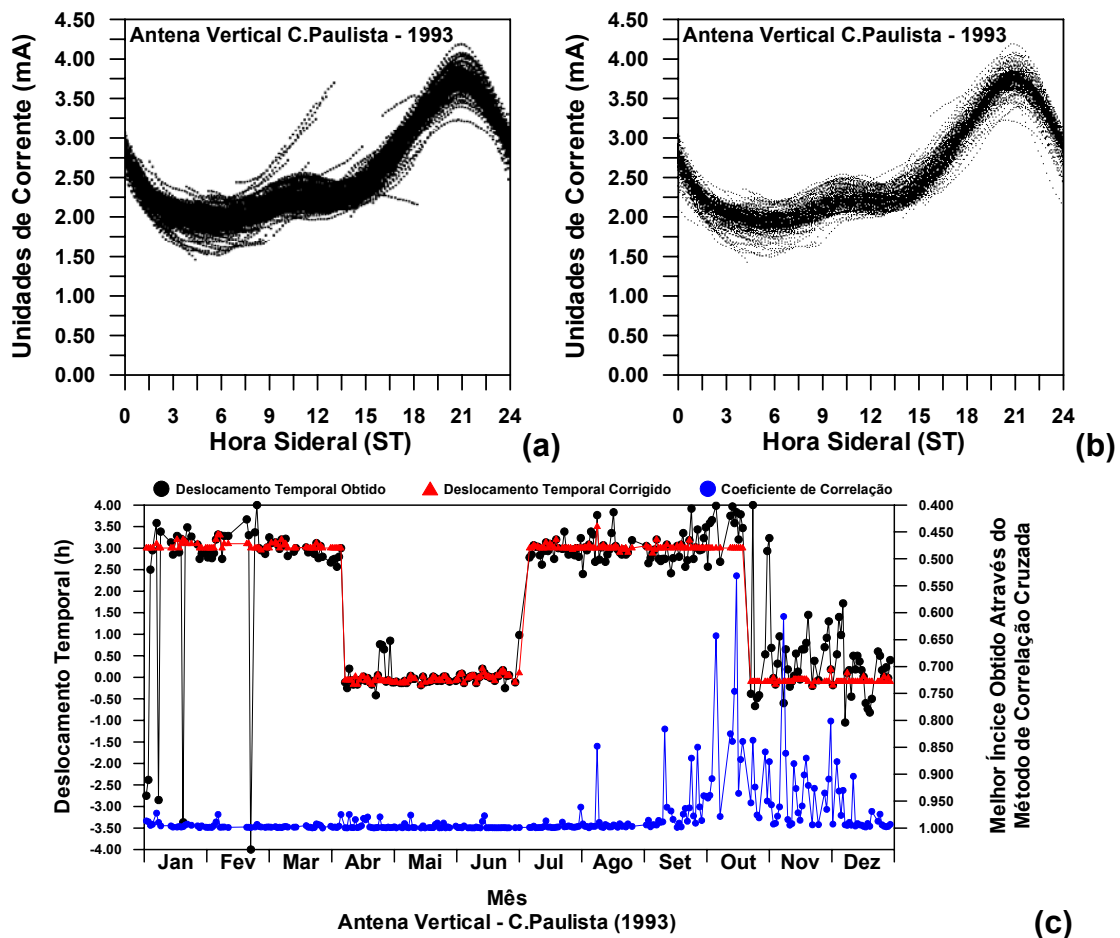 Antena Vertical C.Paulista - 1993
Unidades de Corrente (mA)
4.50
4.00
3.50
3.00
2.50
2.00
1.50
1.00
0.50
0.00
0 3 6 9 12 15 18 21 24
Hora Sideral (ST)
(a)
Antena Vertical C.Paulista - 1993
Unidades de Corrente (mA)
4.50
4.00
3.50
3.00
2.50
2.00
1.50
1.00
0.50
0.00
0 3 6 9 12 15 18 21 24
Hora Sideral (ST)
(b)
Deslocamento Temporal Obtido
Deslocamento Temporal Corrigido
Coeficiente de Correlação
Deslocamento Temporal (h)
4.00
3.50
3.00
2.50
2.00
1.50
1.00
0.50
0.00
-0.50
-1.00
-1.50
-2.00
-2.50
-3.00
-3.50
-4.00
0.400
0.450
0.500
0.550
0.600
0.650
0.700
0.750
0.800
0.850
0.900
0.950
1.000
Melhor Íncice Obtido Através do
Método de Correlação Cruzada
Jan Fev Mar Abr Mai Jun Jul Ago Set Out Nov Dez
Mês
Antena Vertical - C.Paulista (1993)
(c)